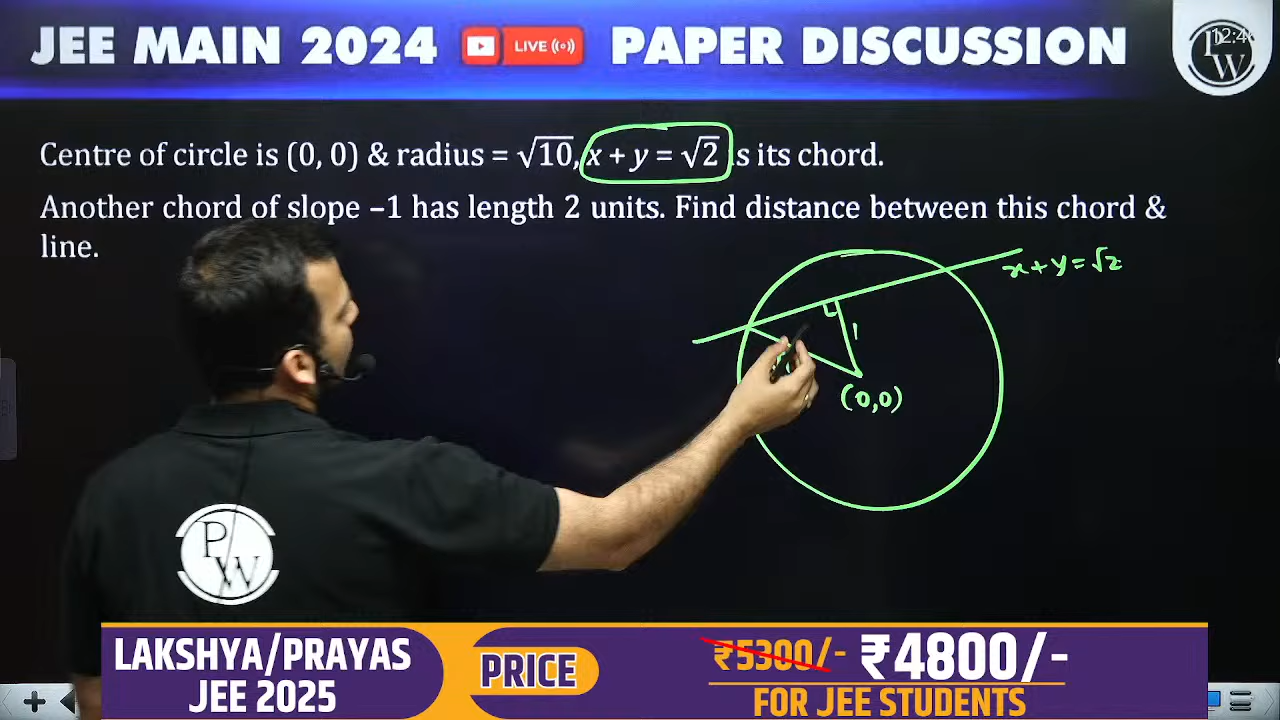 JEE MAIN 2024 LIVE PAPER DISCUSSION
PW
Centre of circle is (0, 0) & radius = √10, x + y = √2 is its chord.
Another chord of slope –1 has length 2 units. Find distance between this chord &
line.
x+y=√2
1
(0,0)
PW
LAKSHYA/PRAYAS
JEE 2025
PRICE
₹5300/- ₹4800/-
FOR JEE STUDENTS